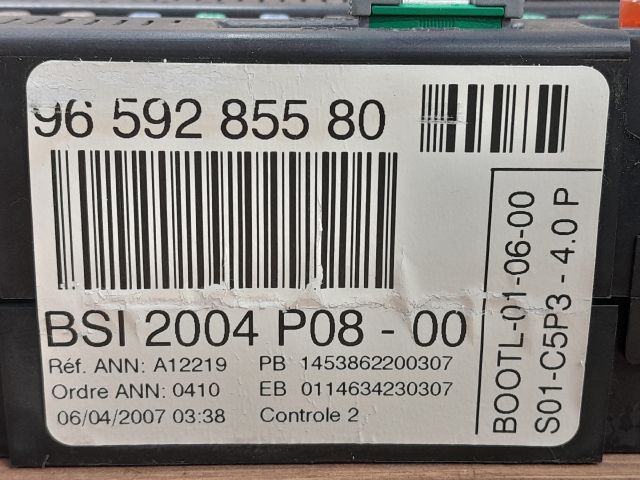 96 592 855 80
BSI 2004 P08 - 00
Réf. ANN: A12219 PB 1453862200307
Ordre ANN: 0410 EB 0114634230307
06/04/2007 03:38 Controle 2
BOOTL-01-06-00
S01-C5P3 - 4.0 P